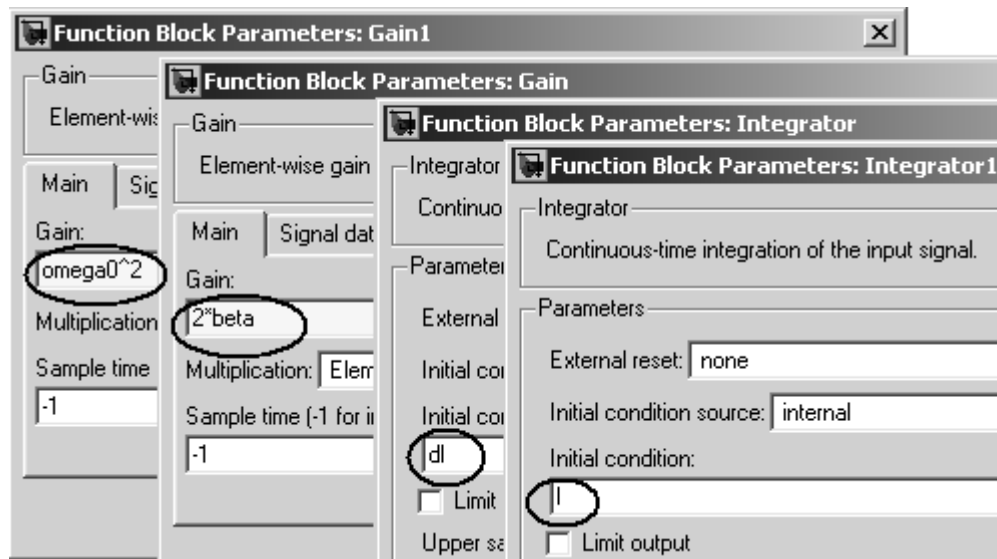 Function Block Parameters: Gain1
Gain
Element-wis
Main Sig
Gain:
omega0^2
Multiplication
Sample time
-1
Function Block Parameters: Gain
Gain
Element-wise gain
Main Signal dat
Gain:
2*beta
Multiplication: Elem
Sample time (-1 for i
-1
Function Block Parameters: Integrator
Integrator
Continuo
Parameter
External
Initial co
Initial co
dI
Limit
Upper sa
Function Block Parameters: Integrator1
Integrator
Continuous-time integration of the input signal.
Parameters
External reset: none
Initial condition source: internal
Initial condition:
I
Limit output